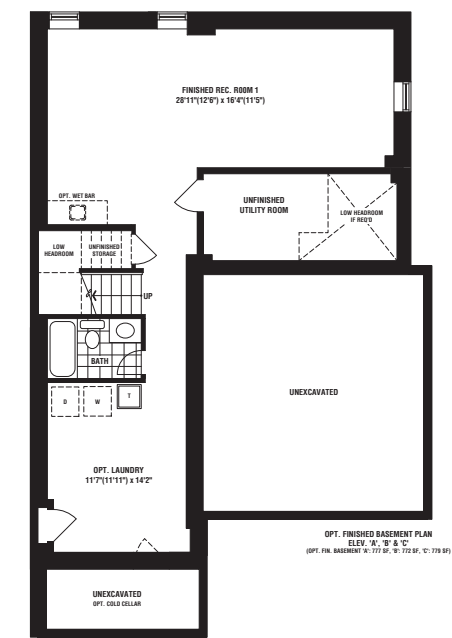 FINISHED REC. ROOM 1
28'11"(12'6") x 16'4"(11'5")
OPT. WET BAR
UNFINISHED
UTILITY ROOM
LOW HEADROOM
IF REQ'D
LOW
HEADROOM
UNFINISHED
STORAGE
UP
BATH
D
W
T
UNEXCAVATED
OPT. LAUNDRY
11'7"(11'11") x 14'2"
OPT. FINISHED BASEMENT PLAN
ELEV. 'A', 'B' & 'C'
(OPT. FIN. BASEMENT 'A': 777 SF, 'B': 772 SF, 'C': 779 SF)
UNEXCAVATED
OPT. COLD CELLAR